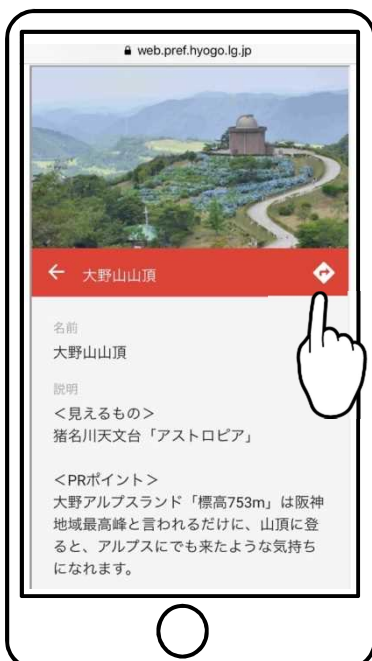 web.pref.hyogo.lg.jp
大野山山頂
名前
大野山山頂
説明
＜見えるもの＞
猪名川天文台「アストロピア」
＜PRポイント＞
大野アルプスランド「標高753m」は阪神
地域最高峰と言われるだけに、山頂に登
ると、アルプスにでも来たような気持ち
になれます。